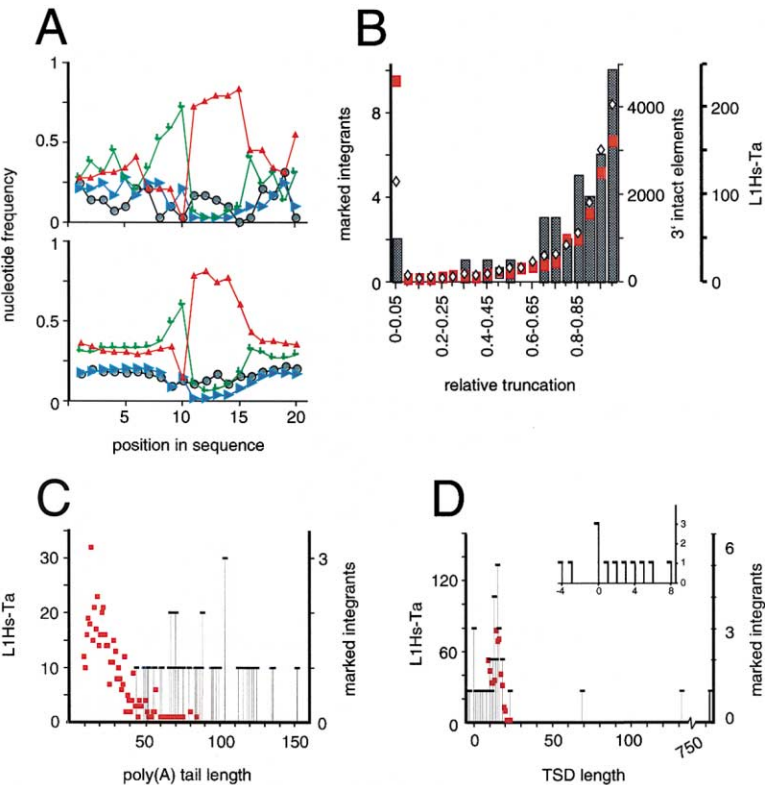 A
B
1
0.5
0
1
0.5
0
nucleotide frequency
5 10 15 20
position in sequence
8
4
0
marked integrants
4000
2000
0
3' intact elements
200
100
0
L1Hs-Ta
0-0.05
0.2-0.25
0.4-0.45
0.6-0.65
0.8-0.85
relative truncation
C
D
30
20
10
0
L1Hs-Ta
3
0
marked integrants
50 100 150
poly(A) tail length
120
60
0
L1Hs-Ta
3
2
1
0
-4 0 4 8
6
3
0
marked integrants
0 50 100 750
TSD length